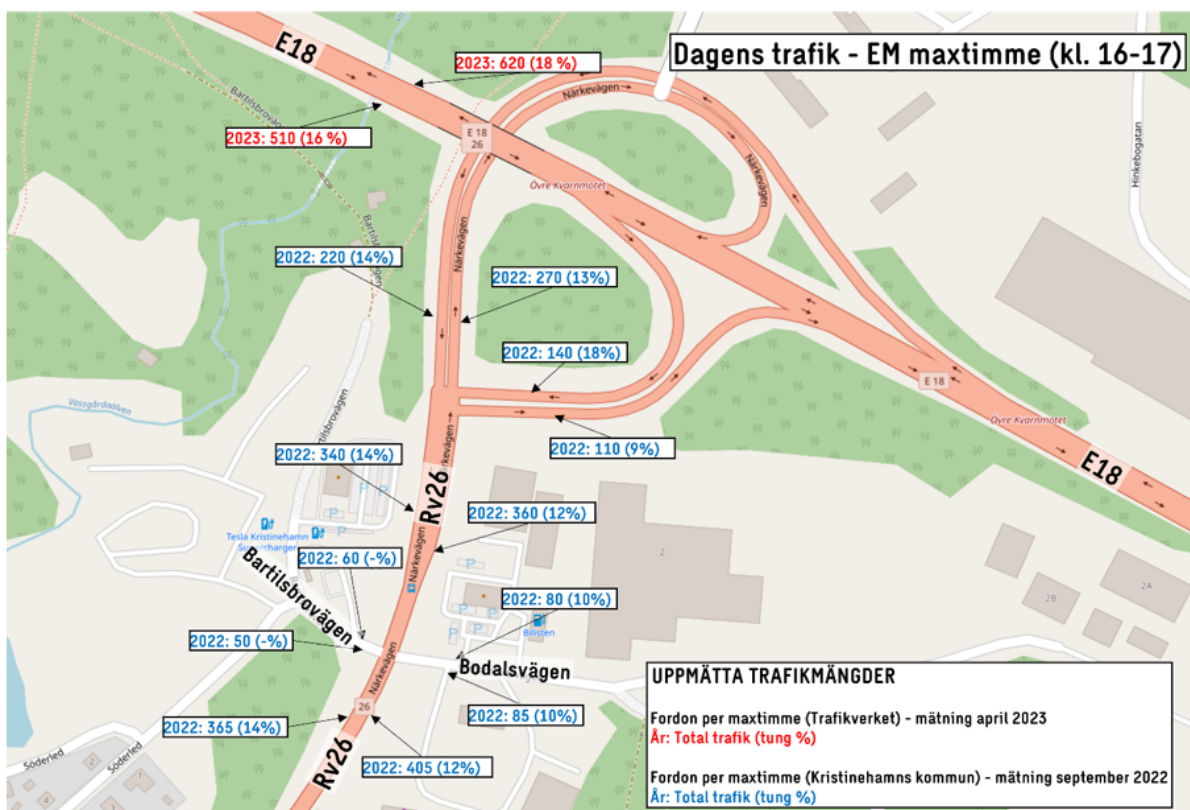 Dagens trafik - EM maxtimme (kl. 16-17)
E18
2023: 620 (18 %)
2023: 510 (16 %)
Närkevägen
E 18
26
Övre Kvarnmotet
Närkevägen
Hinkebogatan
2022: 220 (14%)
Närkevägen
2022: 270 (13%)
2022: 140 (18%)
E 18
Övre Kvarnmotet
Vassgårdaälven
Bartilsbrovägen
2022: 110 (9%)
E18
2022: 340 (14%)
Rv26
2022: 360 (12%)
Närkevägen
Tesla Kristinehamn
2022: 60 (-%)
Bartilsbrovägen
2022: 80 (10%)
Bilisten
2
2A
2B
2022: 50 (-%)
Bodalsvägen
Närkevägen
26
2022: 365 (14%)
2022: 85 (10%)
2022: 405 (12%)
Söderled
Söderled
Rv26
UPPMÄTTA TRAFIKMÄNGDER
Fordon per maxtimme (Trafikverket) - mätning april 2023
År: Total trafik (tung %)
Fordon per maxtimme (Kristinehamns kommun) - mätning september 2022
År: Total trafik (tung %)